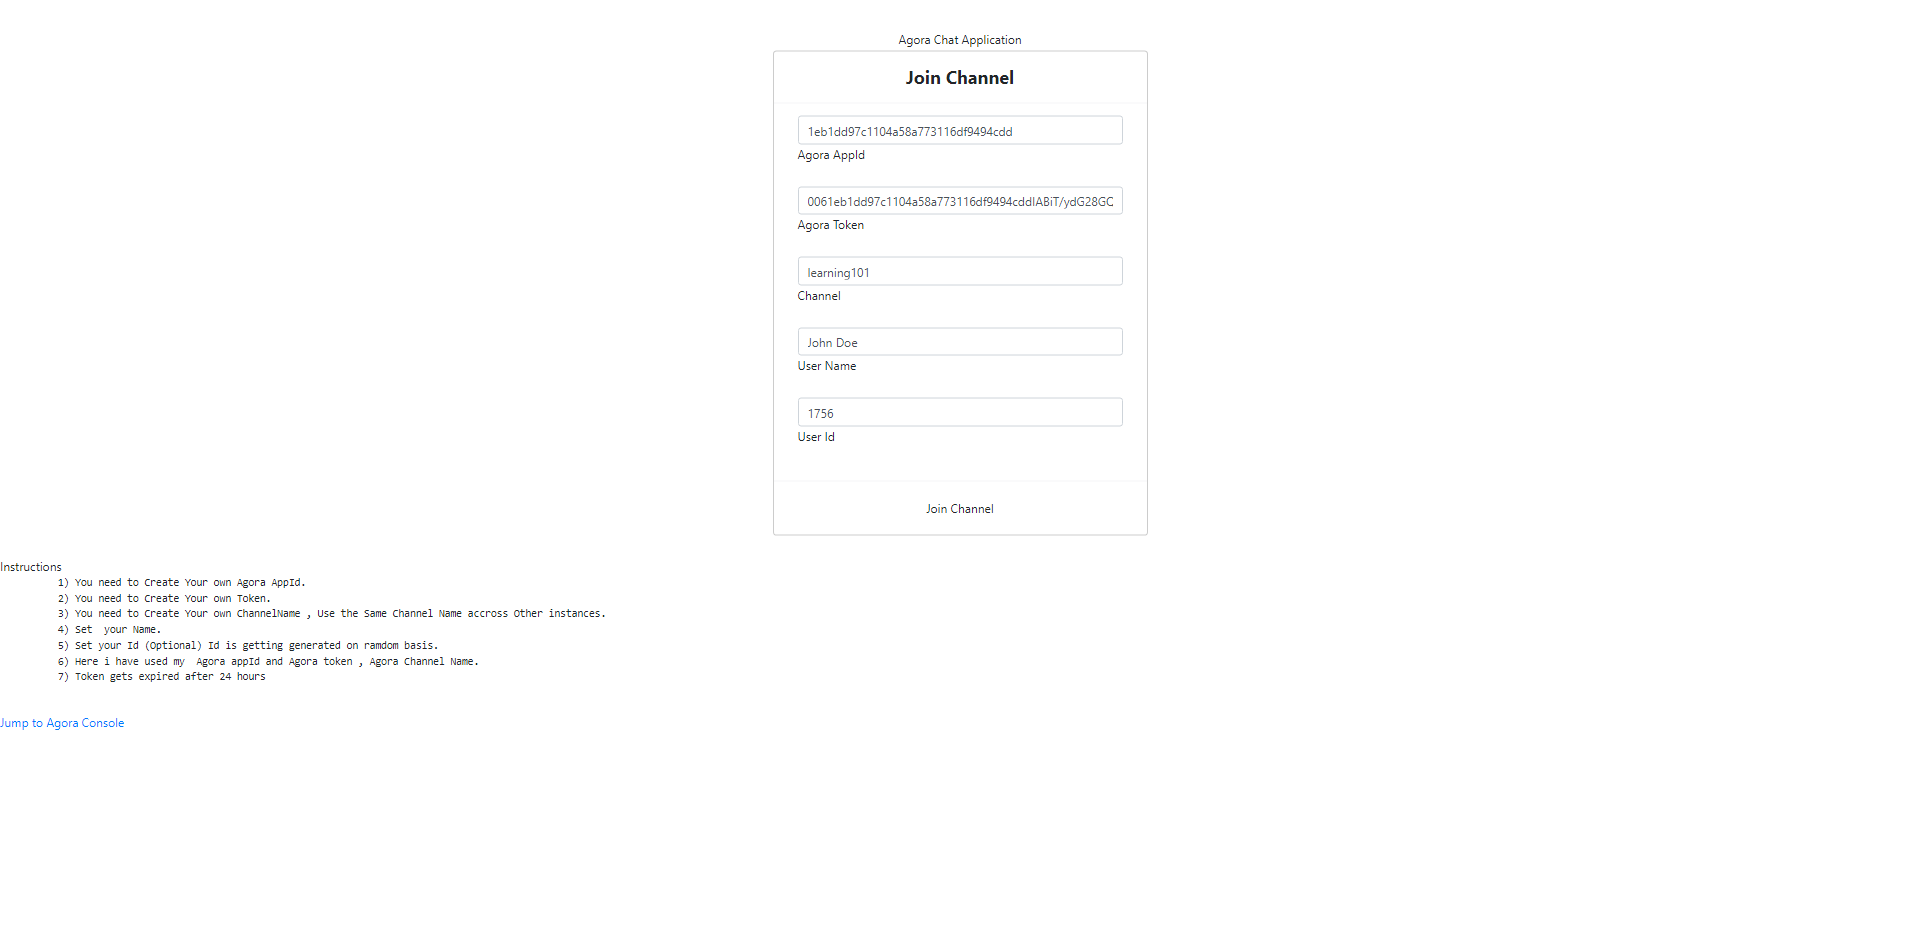 Agora Chat Application
Join Channel
1eb1dd97c1104a58a773116df9494cdd
Agora AppId
0061eb1dd97c1104a58a773116df9494cddIABiT/ydG28GC
Agora Token
learning101
Channel
John Doe
User Name
1756
User Id
Join Channel
Instructions
1) You need to Create Your own Agora AppId.
2) You need to Create Your own Token.
3) You need to Create Your own ChannelName , Use the Same Channel Name accross Other instances.
4) Set  your Name.
5) Set your Id (Optional) Id is getting generated on ramdom basis.
6) Here i have used my  Agora appId and Agora token , Agora Channel Name.
7) Token gets expired after 24 hours
Jump to Agora Console